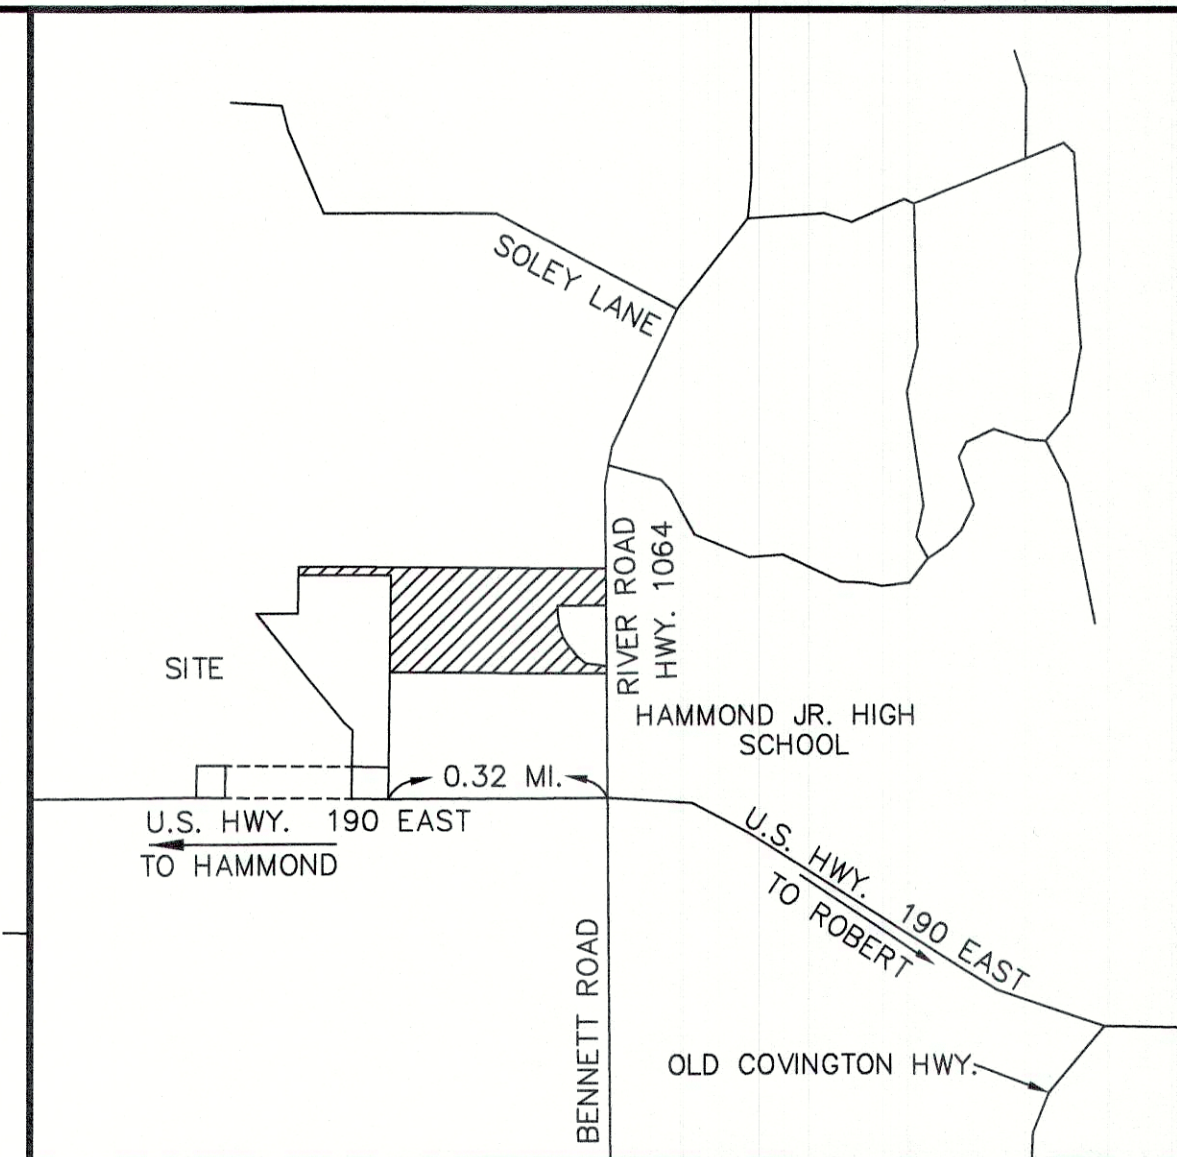 SOLEY LANE
RIVER ROAD
HWY. 1064
SITE
HAMMOND JR. HIGH
SCHOOL
0.32 MI.
U.S. HWY. 190 EAST
TO HAMMOND
U.S. HWY. 190 EAST
TO ROBERT
BENNETT ROAD
OLD COVINGTON HWY.